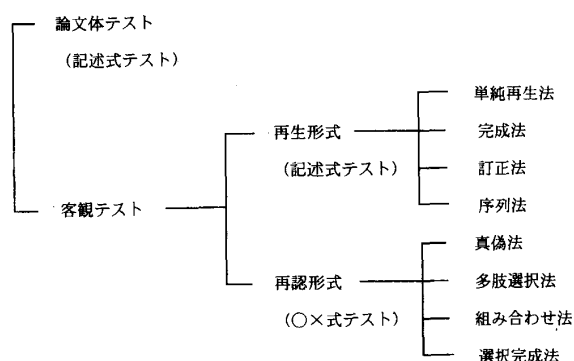 論文体テスト
(記述式テスト)
単純再生法
再生形式
完成法
(記述式テスト)
訂正法
客観テスト
序列法
真偽法
再認形式
多肢選択法
(○×式テスト)
組み合わせ法
選択完成法